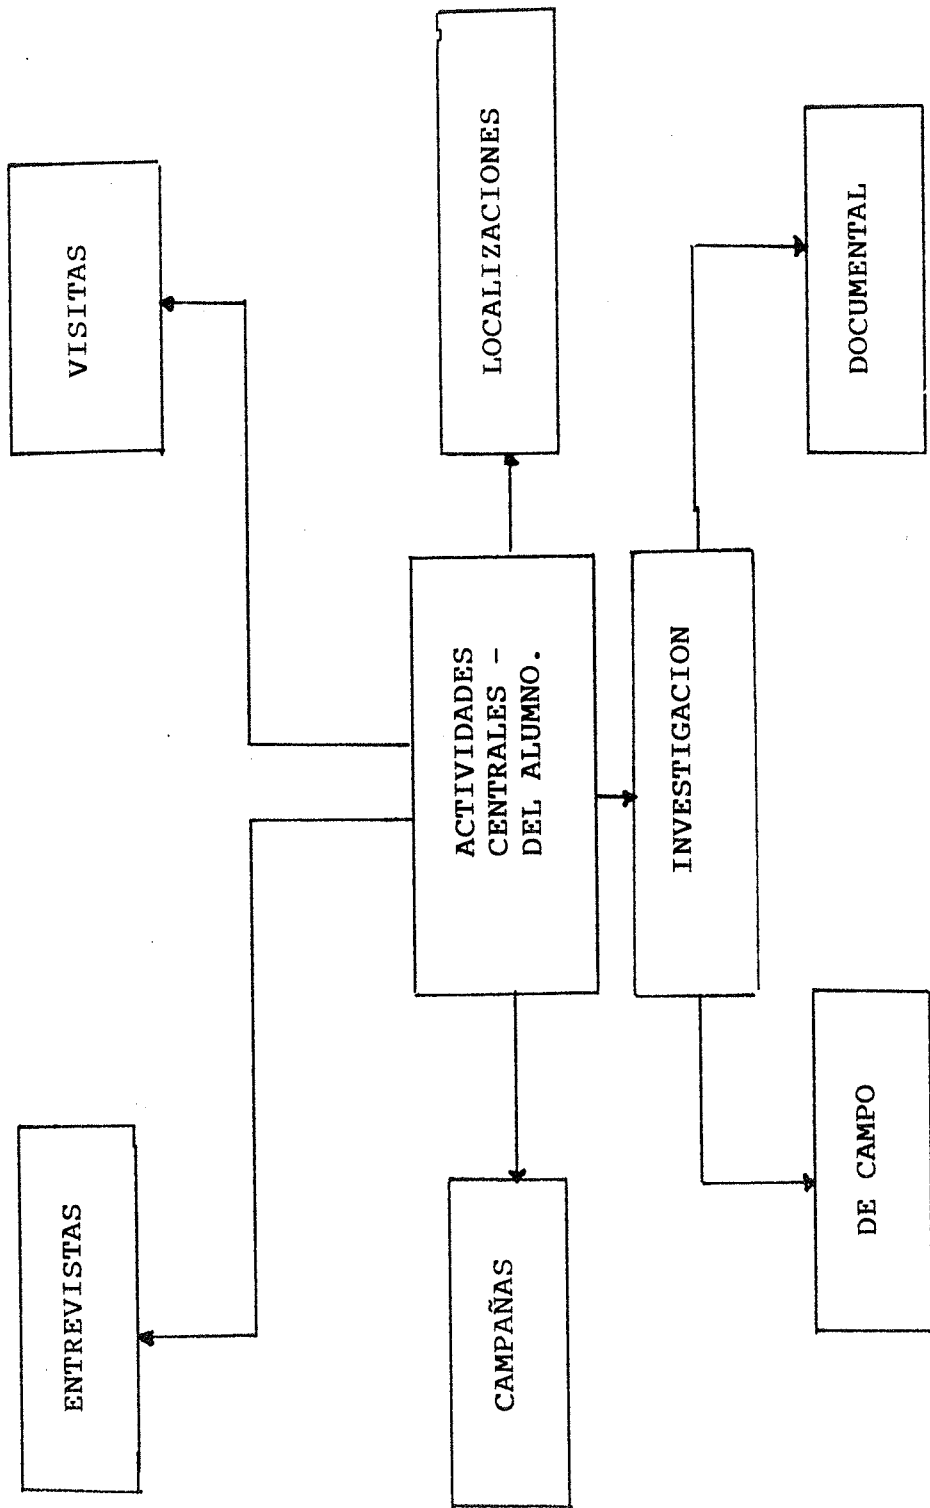 ENTREVISTAS
VISITAS
CAMPAÑAS
ACTIVIDADES
CENTRALES -
DEL ALUMNO.
LOCALIZACIONES
INVESTIGACION
DE CAMPO
DOCUMENTAL